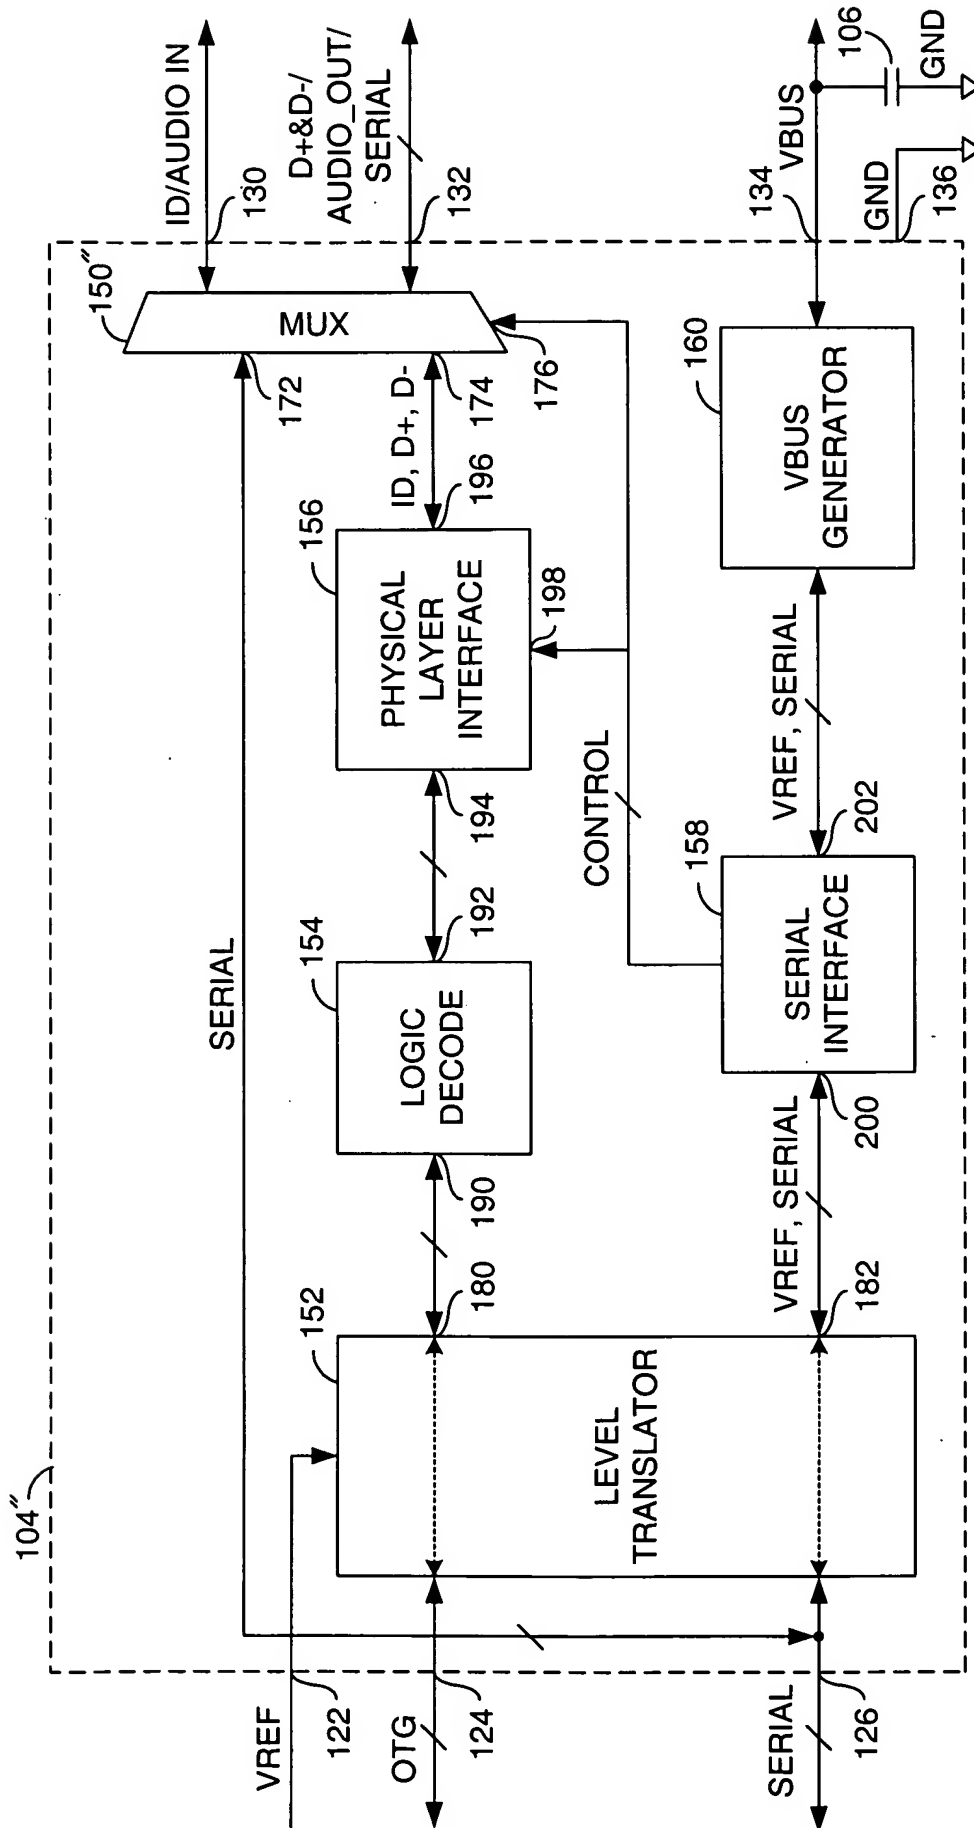 104"
VREF
122
OTG
124
SERIAL
126
SERIAL
152
LEVEL
TRANSLATOR
180
182
VREF, SERIAL
190
154
LOGIC
DECODE
192
194
156
PHYSICAL
LAYER
INTERFACE
196
198
ID, D+, D-
CONTROL
200
158
SERIAL
INTERFACE
202
VREF, SERIAL
160
VBUS
GENERATOR
150"
MUX
172
174
176
ID/AUDIO IN
130
D+&D-/
AUDIO_OUT/
SERIAL
132
VBUS
134
GND
136
106
GND